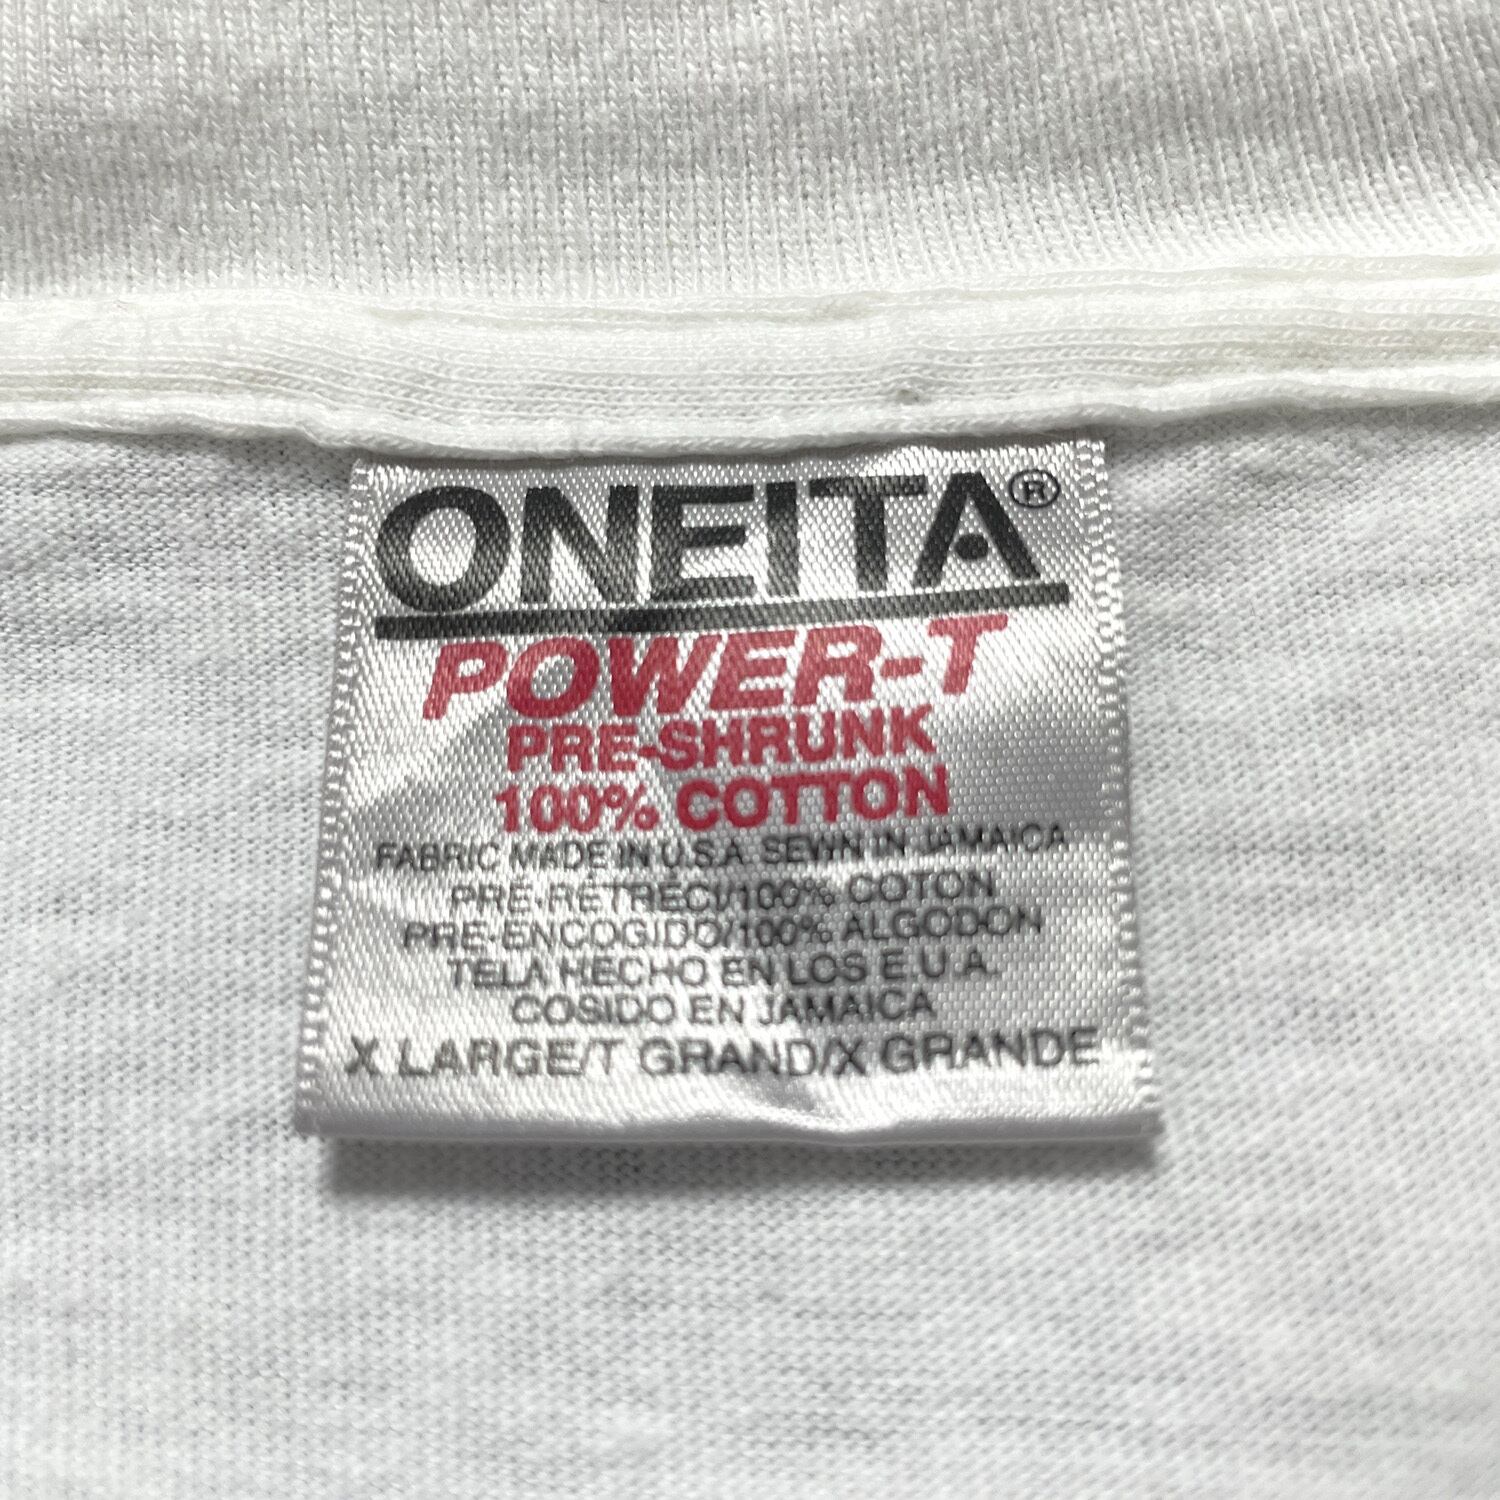 ONEITA®
POWER-T
PRE-SHRUNK
100% COTTON
FABRIC MADE IN U.S.A. SEWN IN JAMAICA
PRE-RETRECI/100% COTON
PRE-ENCOGIDO/100% ALGODON
TELA HECHO EN LOS E.U.A.
COSIDO EN JAMAICA
X LARGE/T GRAND/X GRANDE